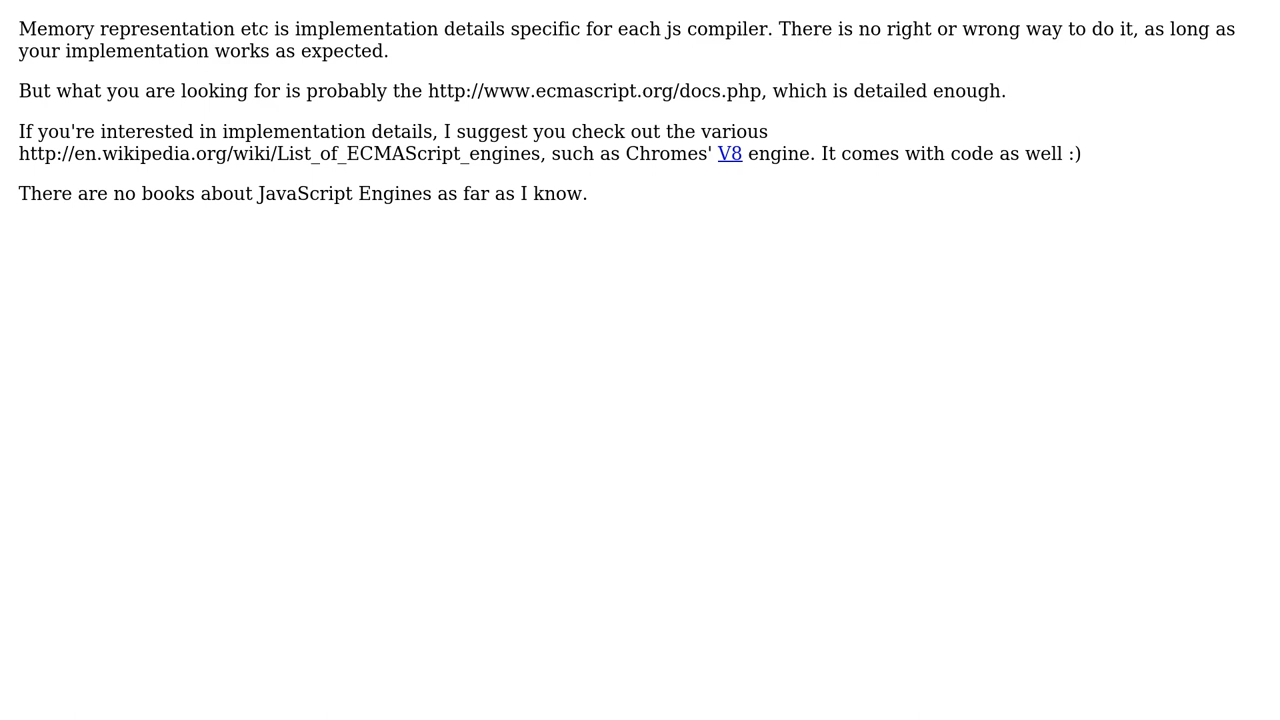 Memory representation etc is implementation details specific for each js compiler. There is no right or wrong way to do it, as long as
your implementation works as expected.
But what you are looking for is probably the http://www.ecmascript.org/docs.php, which is detailed enough.
If you're interested in implementation details, I suggest you check out the various
http://en.wikipedia.org/wiki/List_of_ECMAScript_engines, such as Chromes' V8 engine. It comes with code as well :)
There are no books about JavaScript Engines as far as I know.